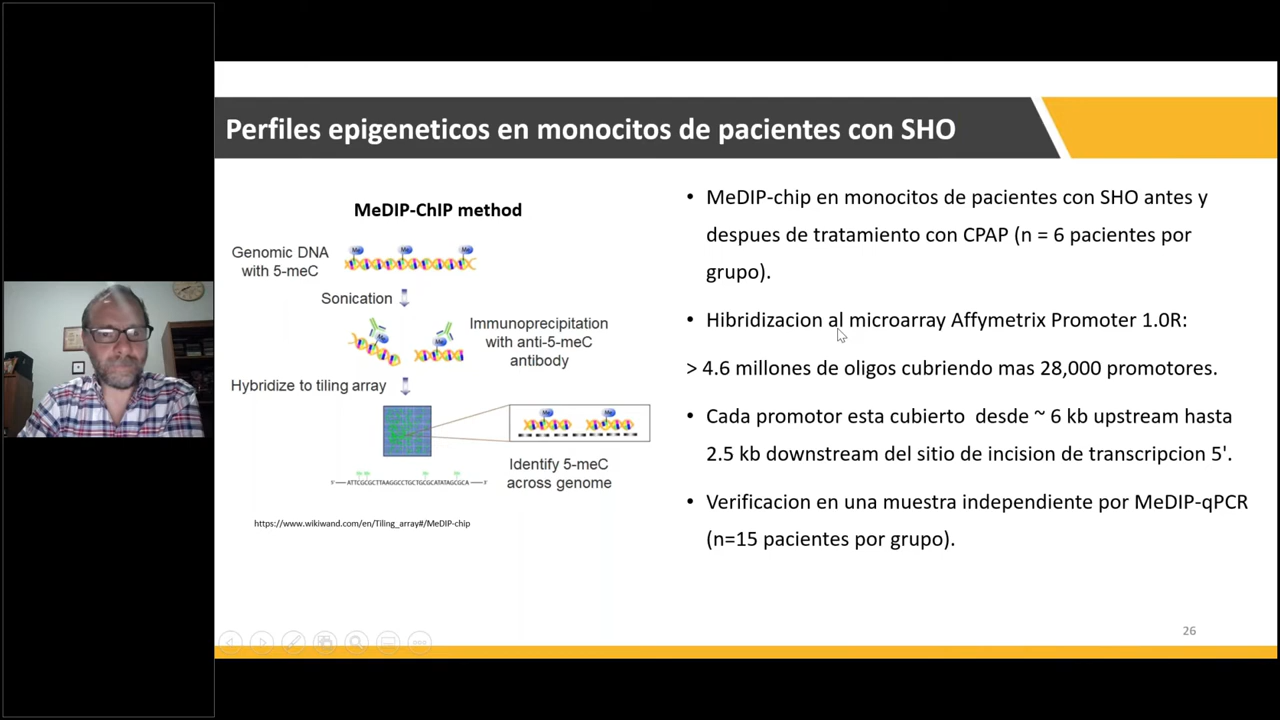 Perfiles epigeneticos en monocitos de pacientes con SHO
MeDIP-ChIP method
Genomic DNA
with 5-meC
Me Me Me
Sonication
Immunoprecipitation
with anti-5-meC
antibody
Hybridize to tiling array
Identify 5-meC
across genome
5'—ATTCGCGCTTAAGGCCTGCTGCGCATATAGCGCA—3'
https://www.wikiwand.com/en/Tiling_array#/MeDIP-chip
• MeDIP-chip en monocitos de pacientes con SHO antes y
despues de tratamiento con CPAP (n = 6 pacientes por
grupo).
• Hibridizacion al microarray Affymetrix Promoter 1.0R:
> 4.6 millones de oligos cubriendo mas 28,000 promotores.
• Cada promotor esta cubierto desde ~ 6 kb upstream hasta
2.5 kb downstream del sitio de incision de transcripcion 5'.
• Verificacion en una muestra independiente por MeDIP-qPCR
(n=15 pacientes por grupo).
26